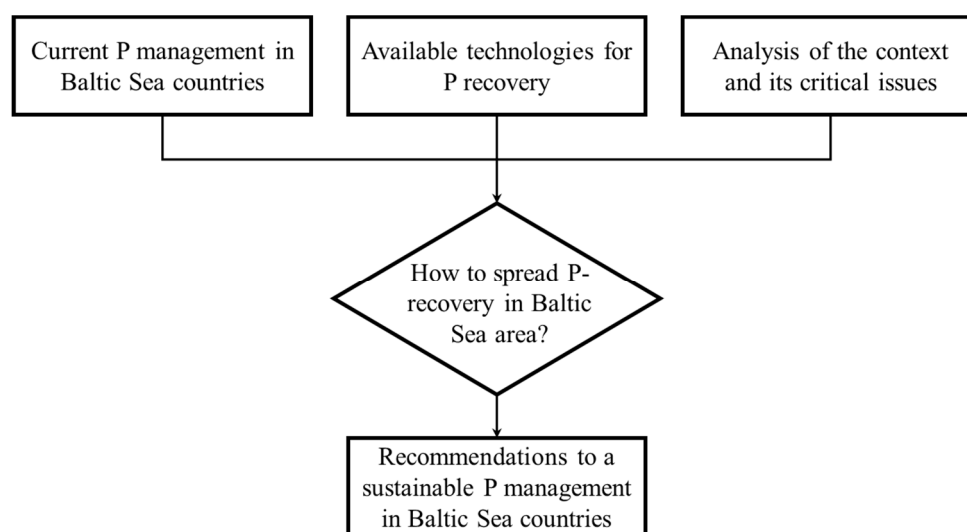 Current P management in
Baltic Sea countries
Available technologies for
P recovery
Analysis of the context
and its critical issues
How to spread P-
recovery in Baltic
Sea area?
Recommendations to a
sustainable P management
in Baltic Sea countries